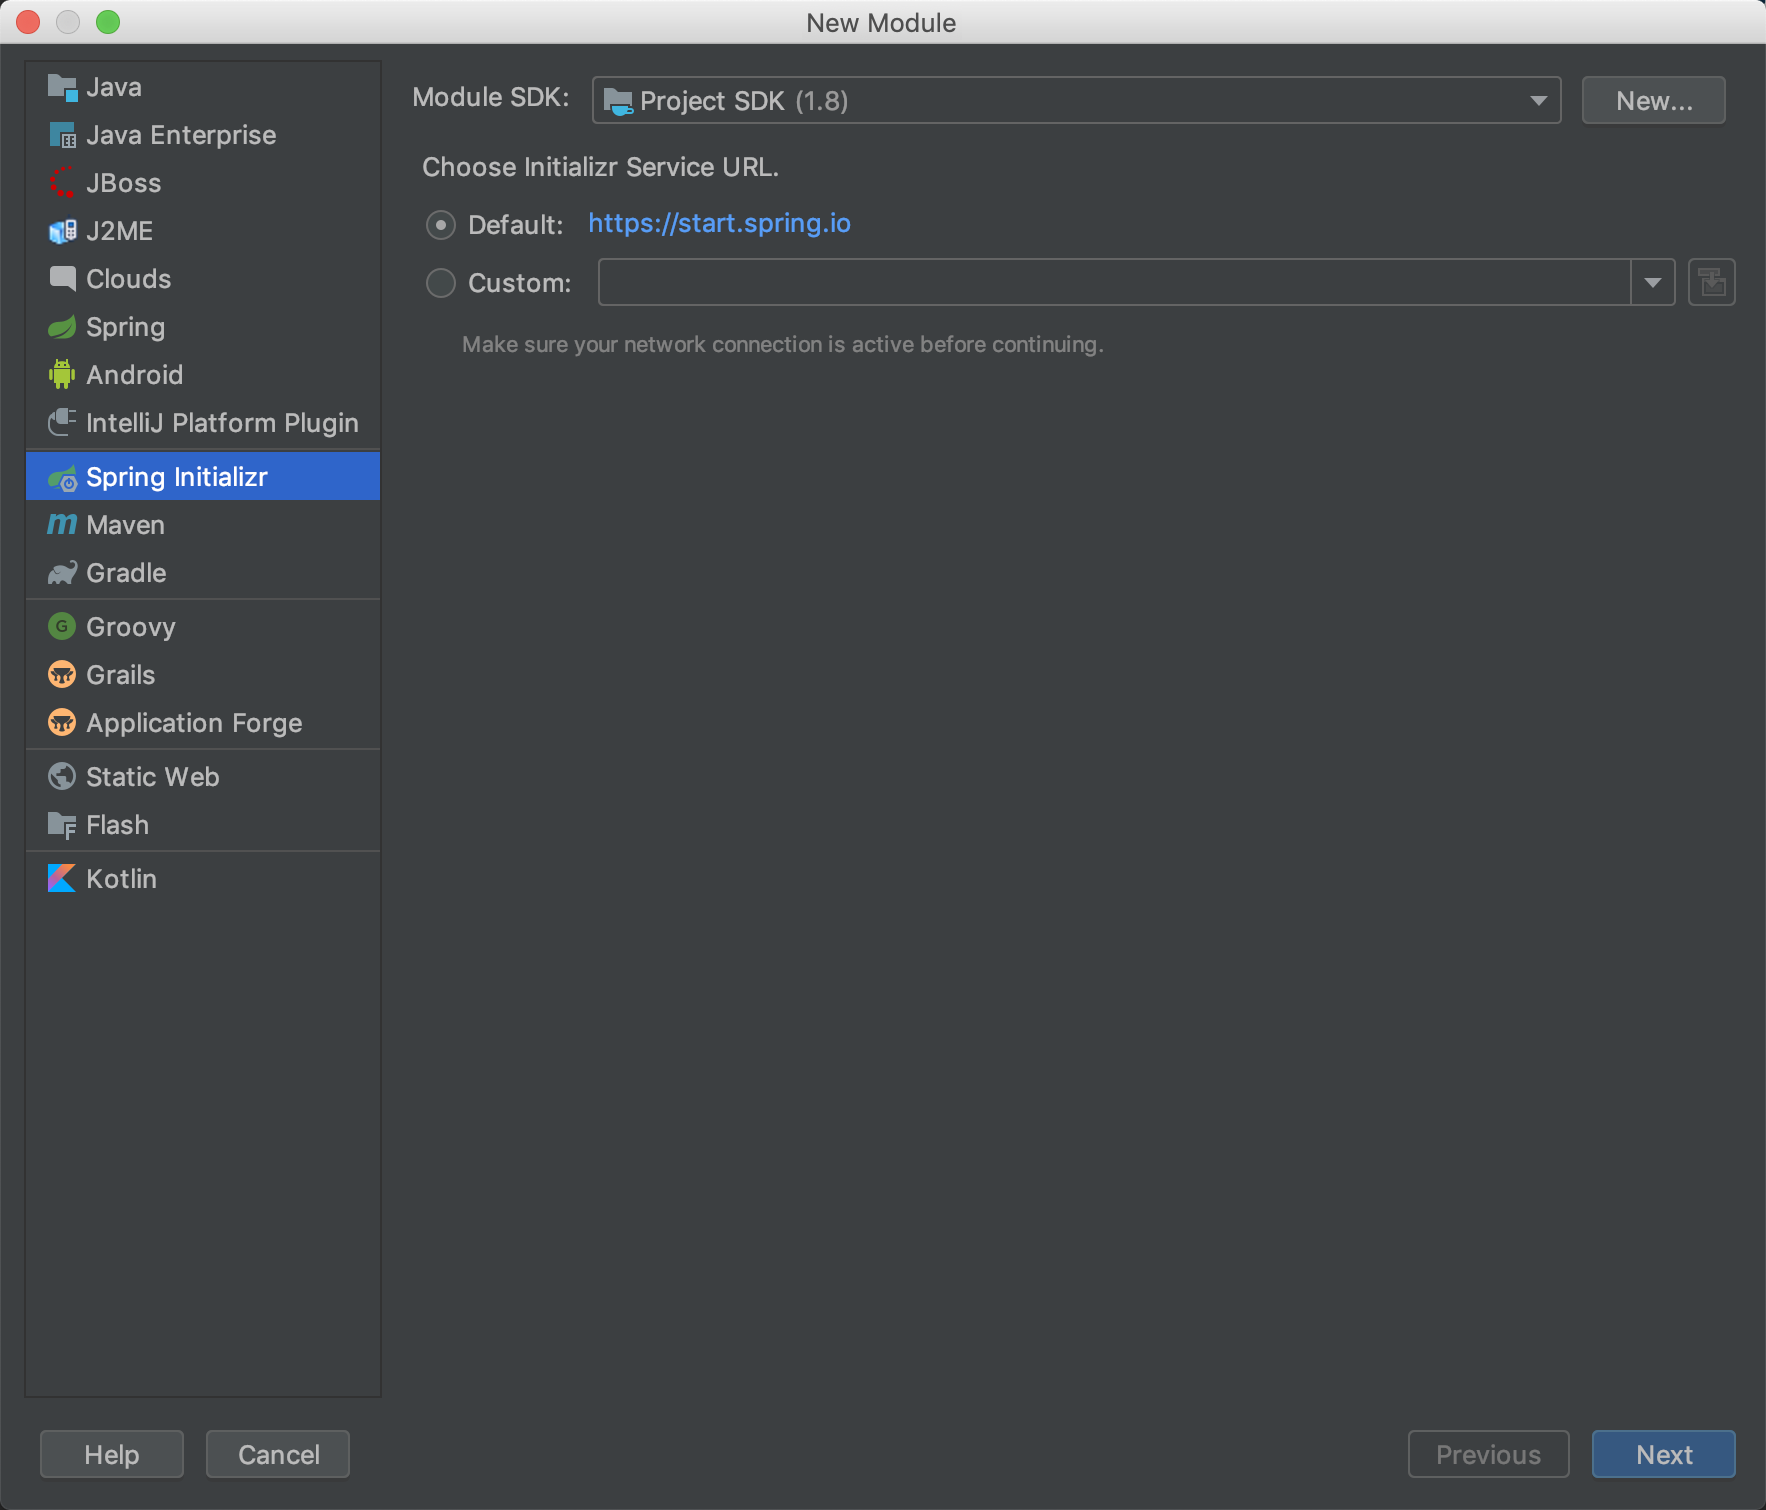 New Module
Java
Java Enterprise
JBoss
J2ME
Clouds
Spring
Android
IntelliJ Platform Plugin
Spring Initializr
Maven
Gradle
Groovy
Grails
Application Forge
Static Web
Flash
Kotlin
Module SDK: Project SDK (1.8) New...
Choose Initializr Service URL.
Default: https://start.spring.io
Custom:
Make sure your network connection is active before continuing.
Help Cancel Previous Next